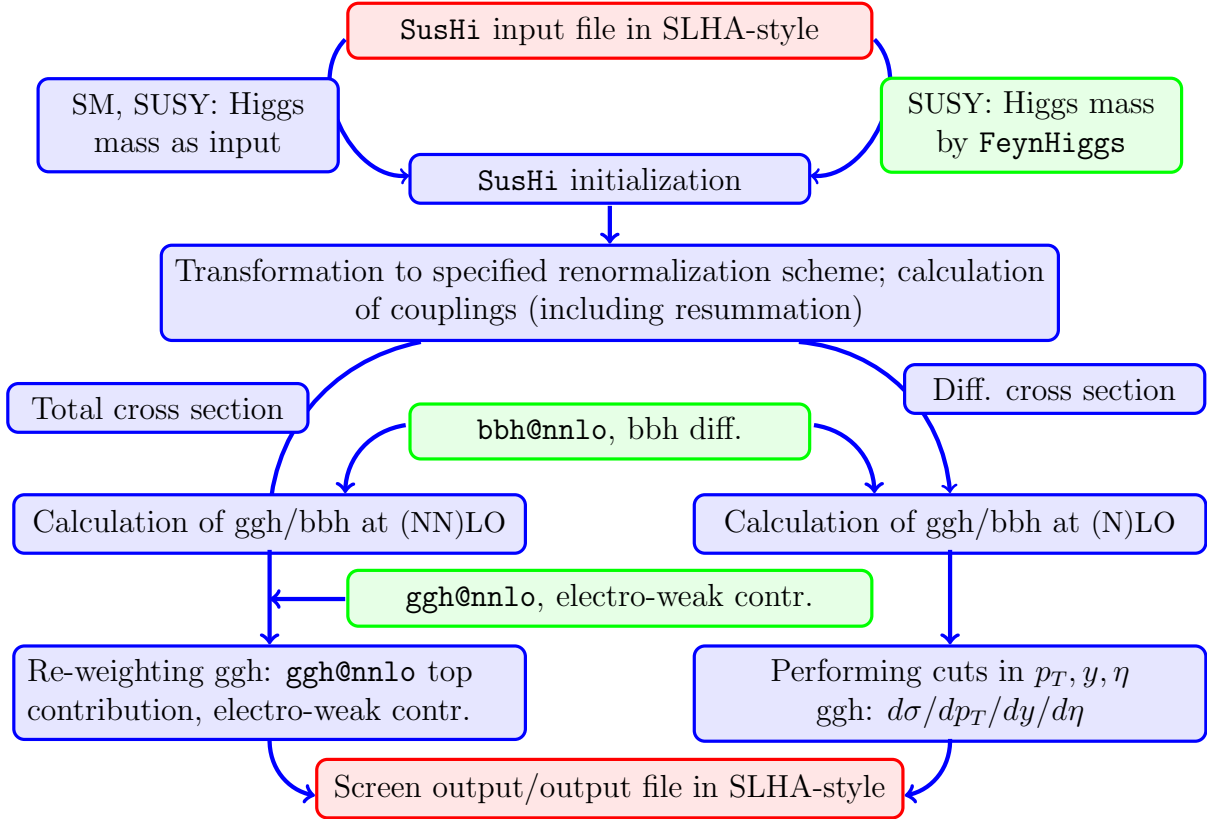 SusHi input file in SLHA-style
SM, SUSY: Higgs
mass as input
SUSY: Higgs mass
by FeynHiggs
SusHi initialization
Transformation to specified renormalization scheme; calculation
of couplings (including resummation)
Total cross section
Diff. cross section
bbh@nnlo, bbh diff.
Calculation of ggh/bbh at (NN)LO
Calculation of ggh/bbh at (N)LO
ggh@nnlo, electro-weak contr.
Re-weighting ggh: ggh@nnlo top
contribution, electro-weak contr.
Performing cuts in p_T, y, η
ggh: dσ/dp_T/dy/dη
Screen output/output file in SLHA-style